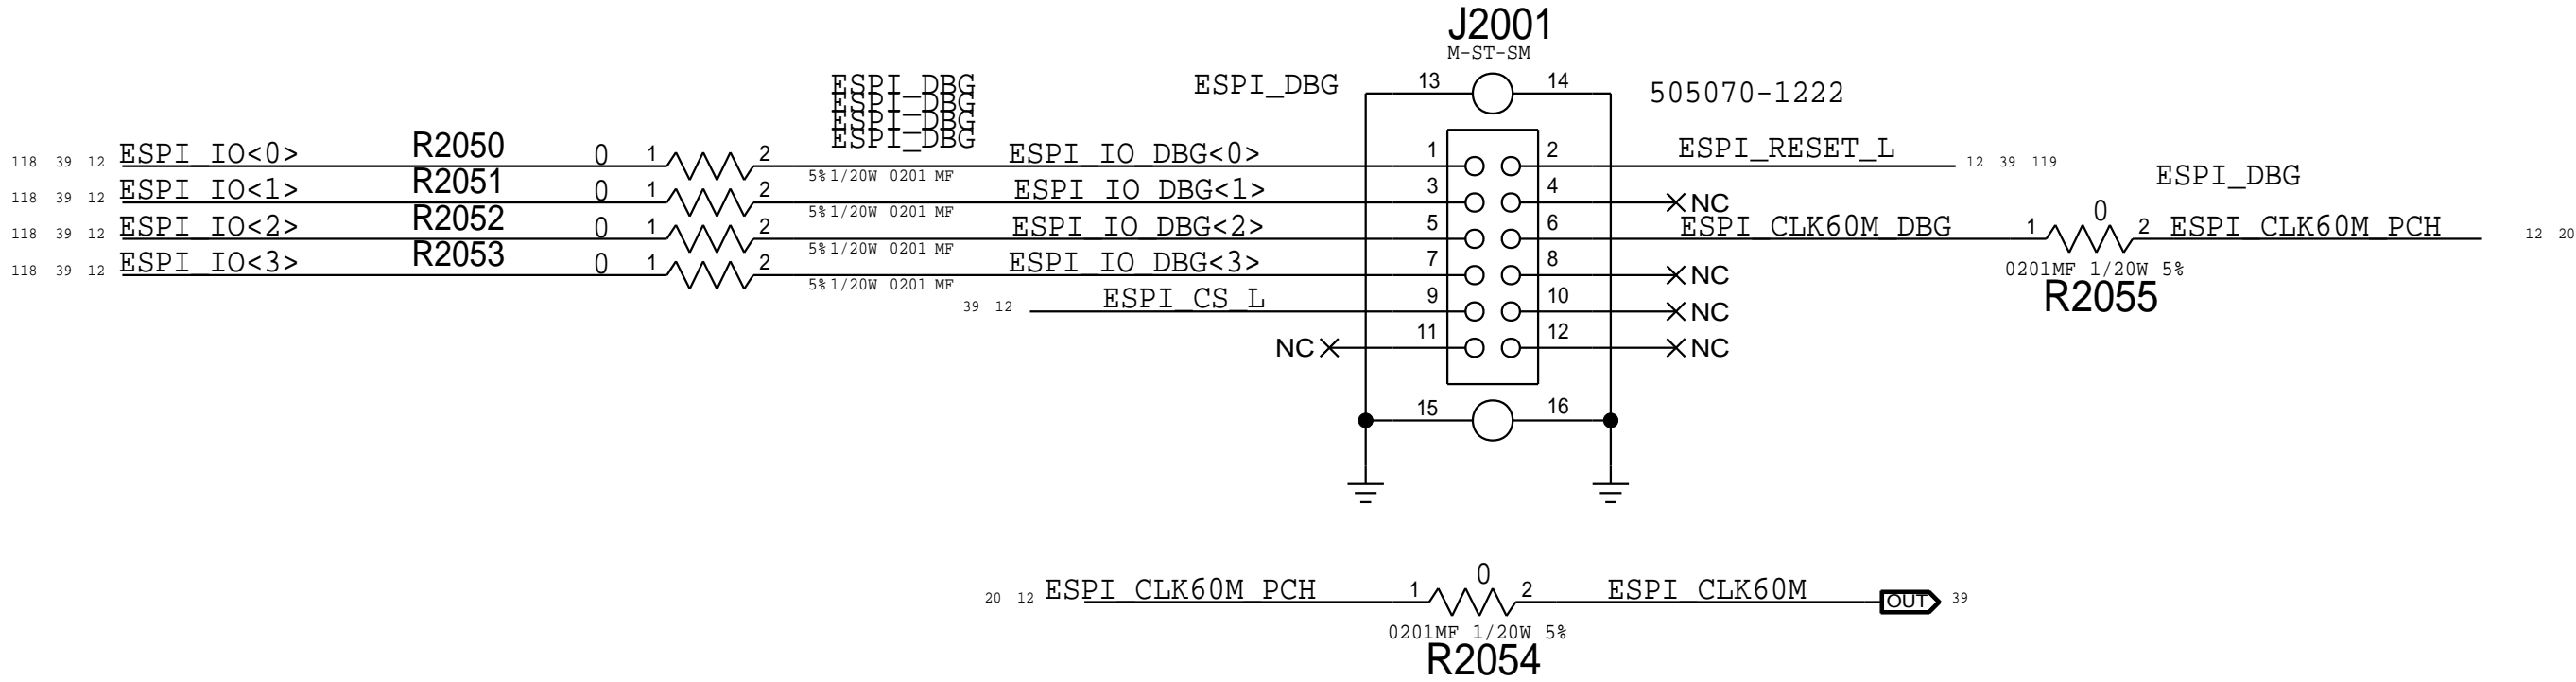 J2001
M-ST-SM
ESPI_DBG
ESPI_DBG
ESPI_DBG
ESPI_DBG
ESPI_DBG 13 14 505070-1222
118 39 12 ESPI_IO<0> R2050 0 1 2 5% 1/20W 0201 MF ESPI_IO_DBG<0> 1 2 ESPI_RESET_L 12 39 119
118 39 12 ESPI_IO<1> R2051 0 1 2 5% 1/20W 0201 MF ESPI_IO_DBG<1> 3 4 NC
ESPI_DBG
118 39 12 ESPI_IO<2> R2052 0 1 2 5% 1/20W 0201 MF ESPI_IO_DBG<2> 5 6 ESPI_CLK60M_DBG 1 0 2 ESPI_CLK60M_PCH 12 20
118 39 12 ESPI_IO<3> R2053 0 1 2 5% 1/20W 0201 MF ESPI_IO_DBG<3> 7 8 NC
0201MF 1/20W 5%
R2055
39 12 ESPI_CS_L 9 10 NC
NC 11 12 NC
15 16
20 12 ESPI_CLK60M_PCH 1 0 2 ESPI_CLK60M OUT 39
0201MF 1/20W 5%
R2054